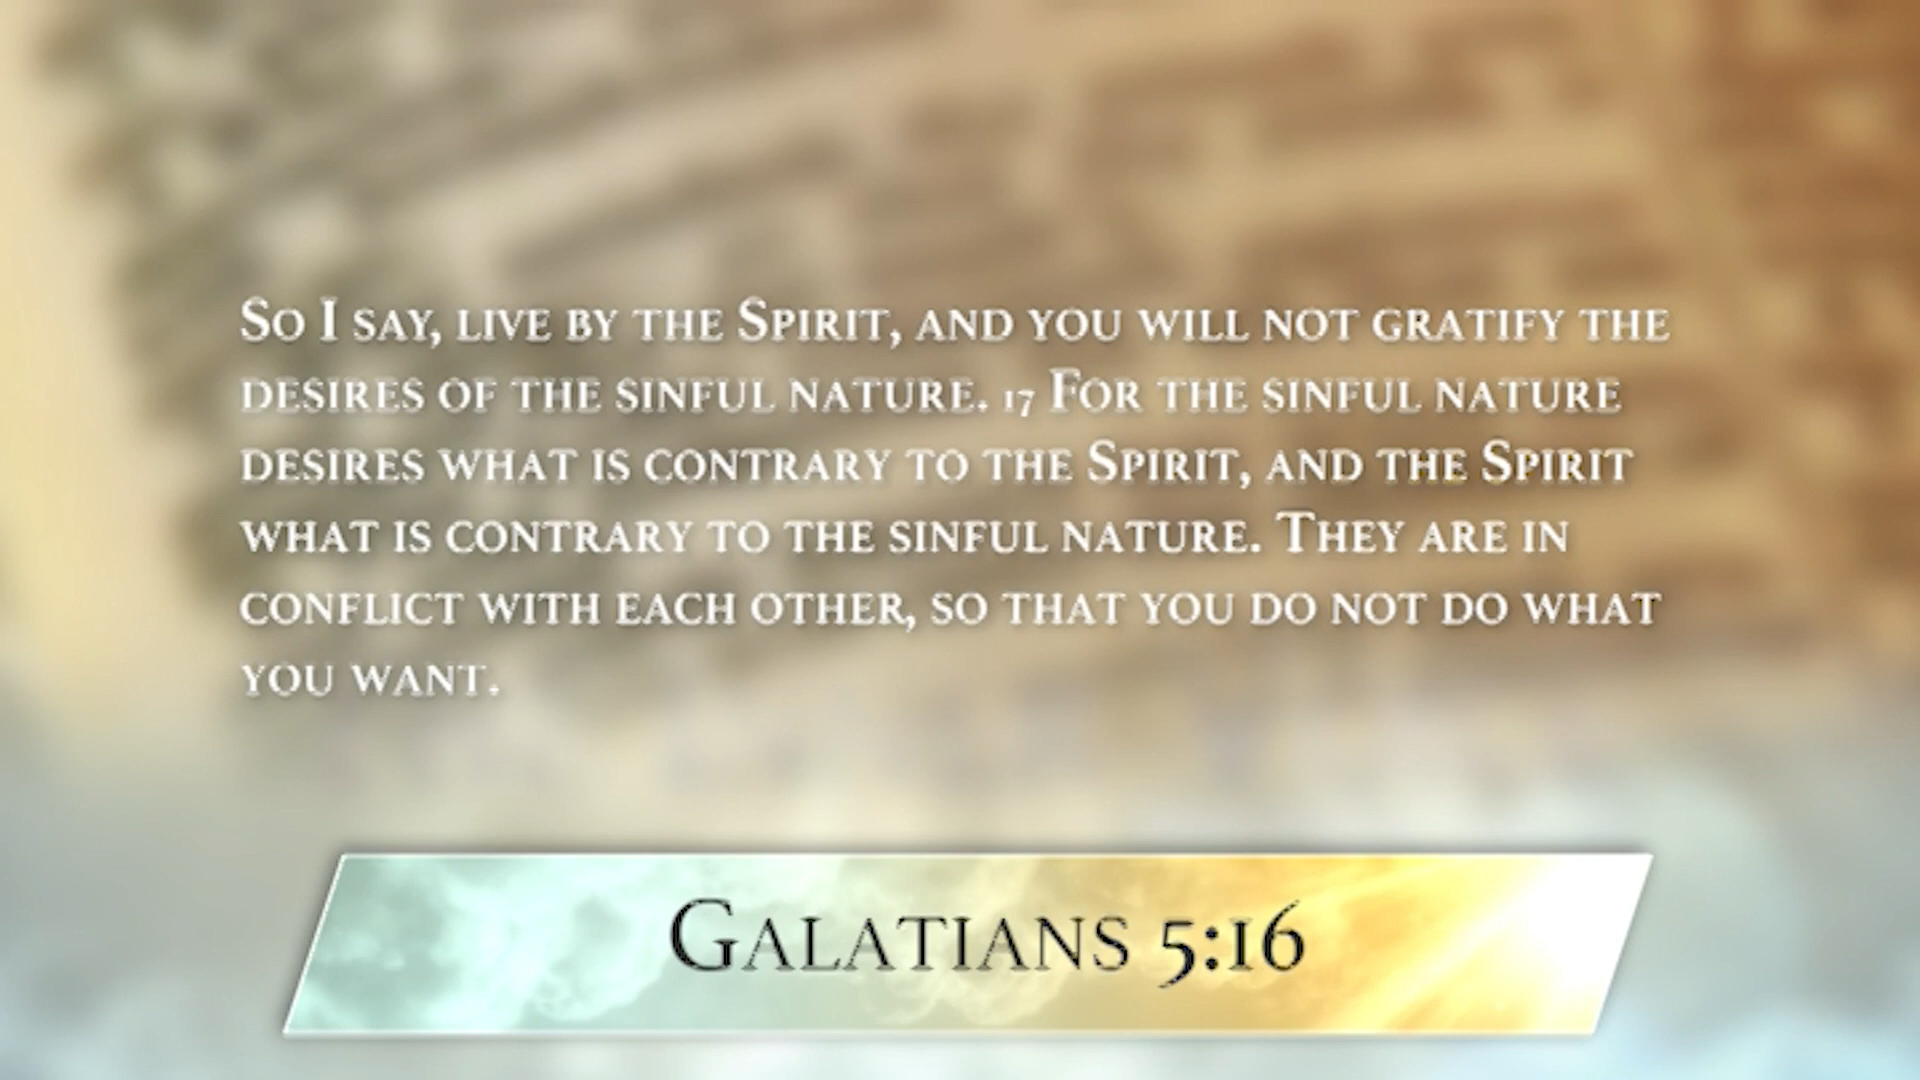 So I say, live by the Spirit, and you will not gratify the
desires of the sinful nature. 17 For the sinful nature
desires what is contrary to the Spirit, and the Spirit
what is contrary to the sinful nature. They are in
conflict with each other, so that you do not do what
you want.
Galatians 5:16